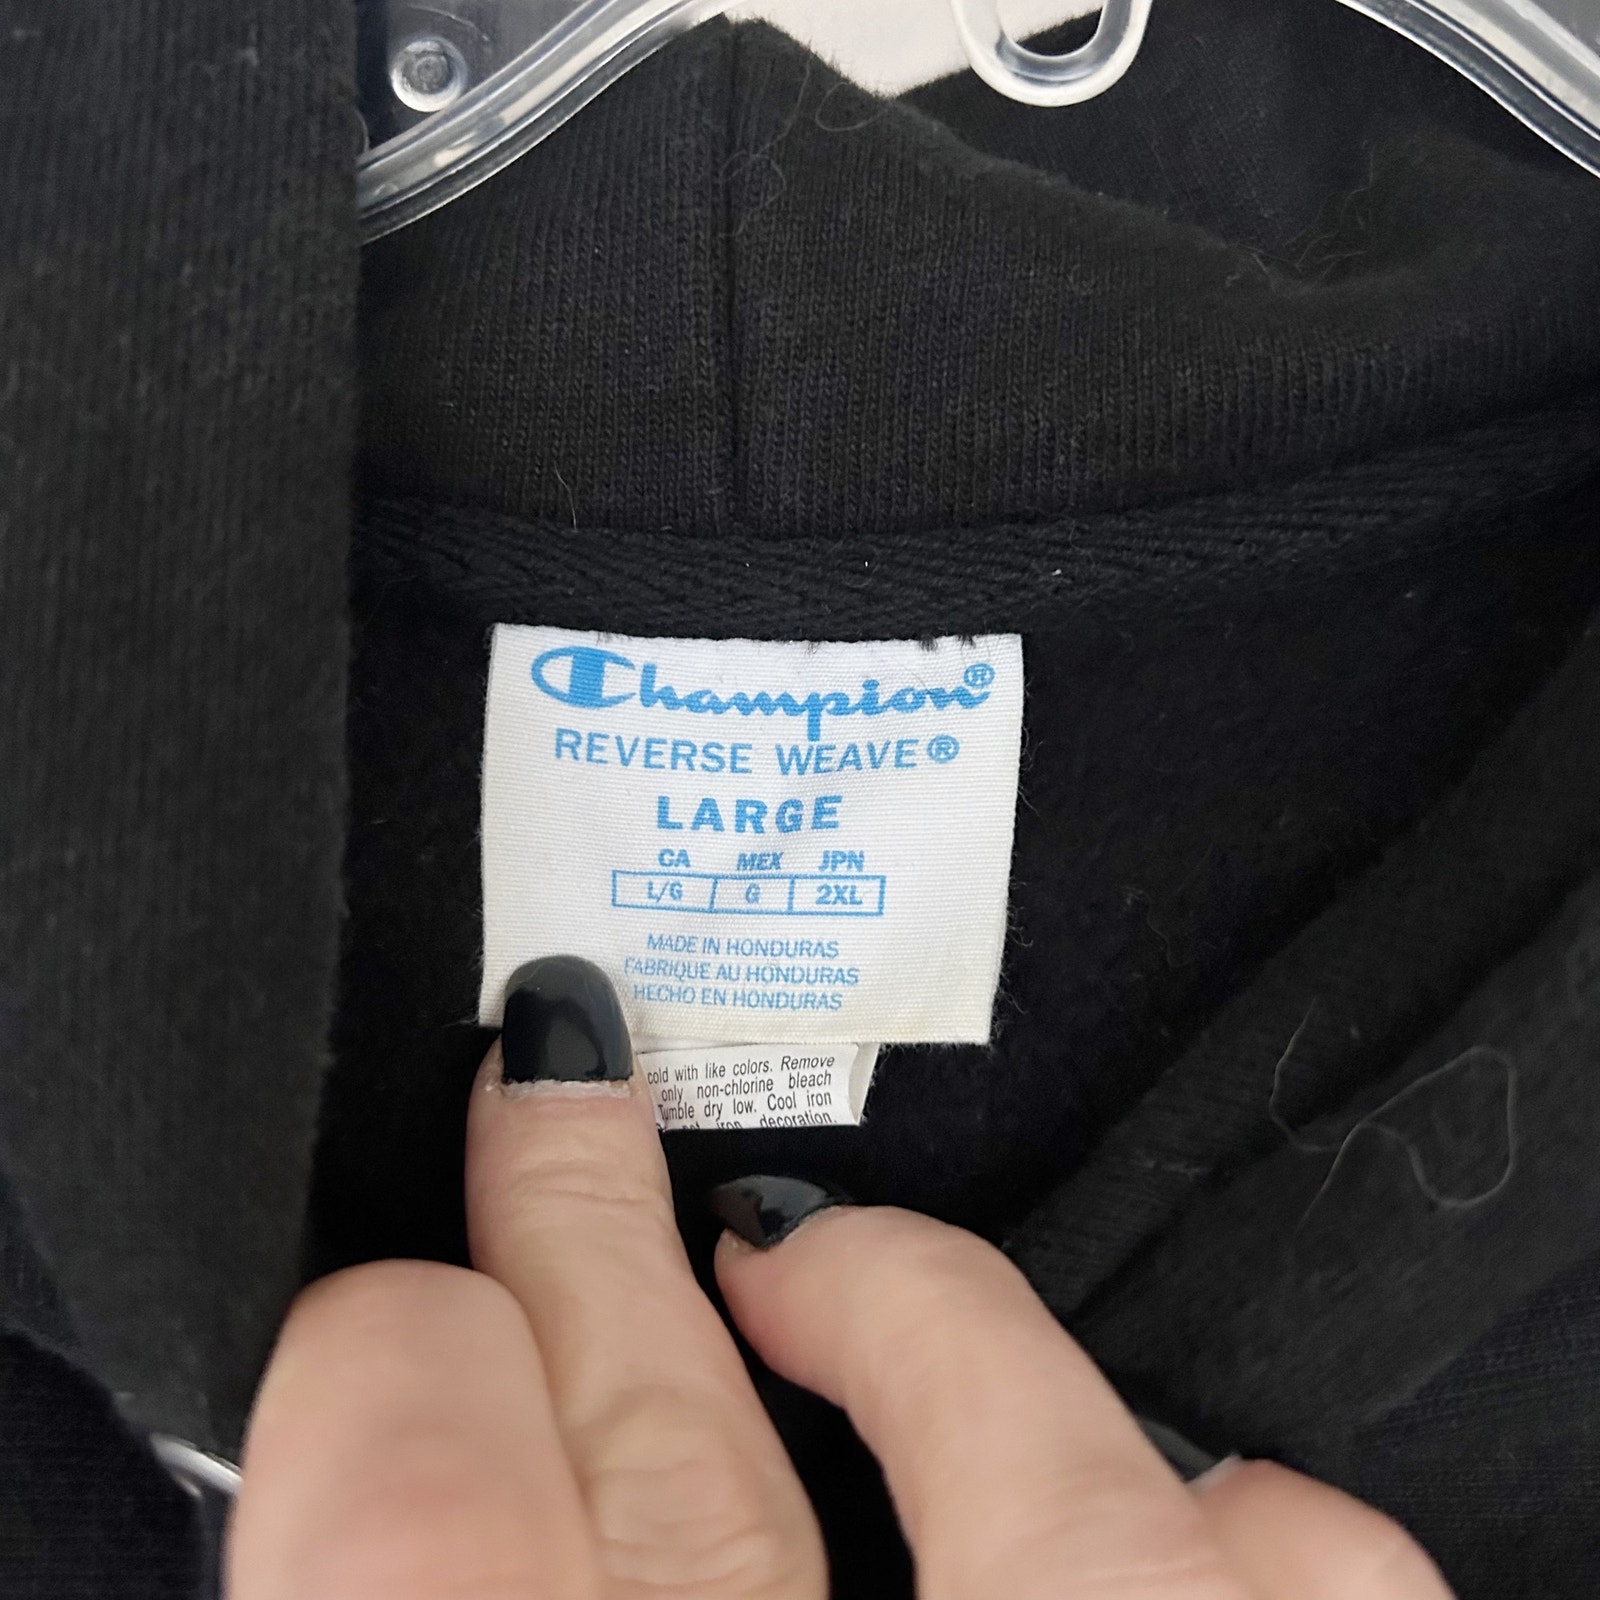 Champion®
REVERSE WEAVE®
LARGE
CA MEX JPN
L/G G 2XL
MADE IN HONDURAS
FABRIQUE AU HONDURAS
HECHO EN HONDURAS
cold with like colors. Remove
only non-chlorine bleach
Tumble dry low. Cool iron
iron decoration